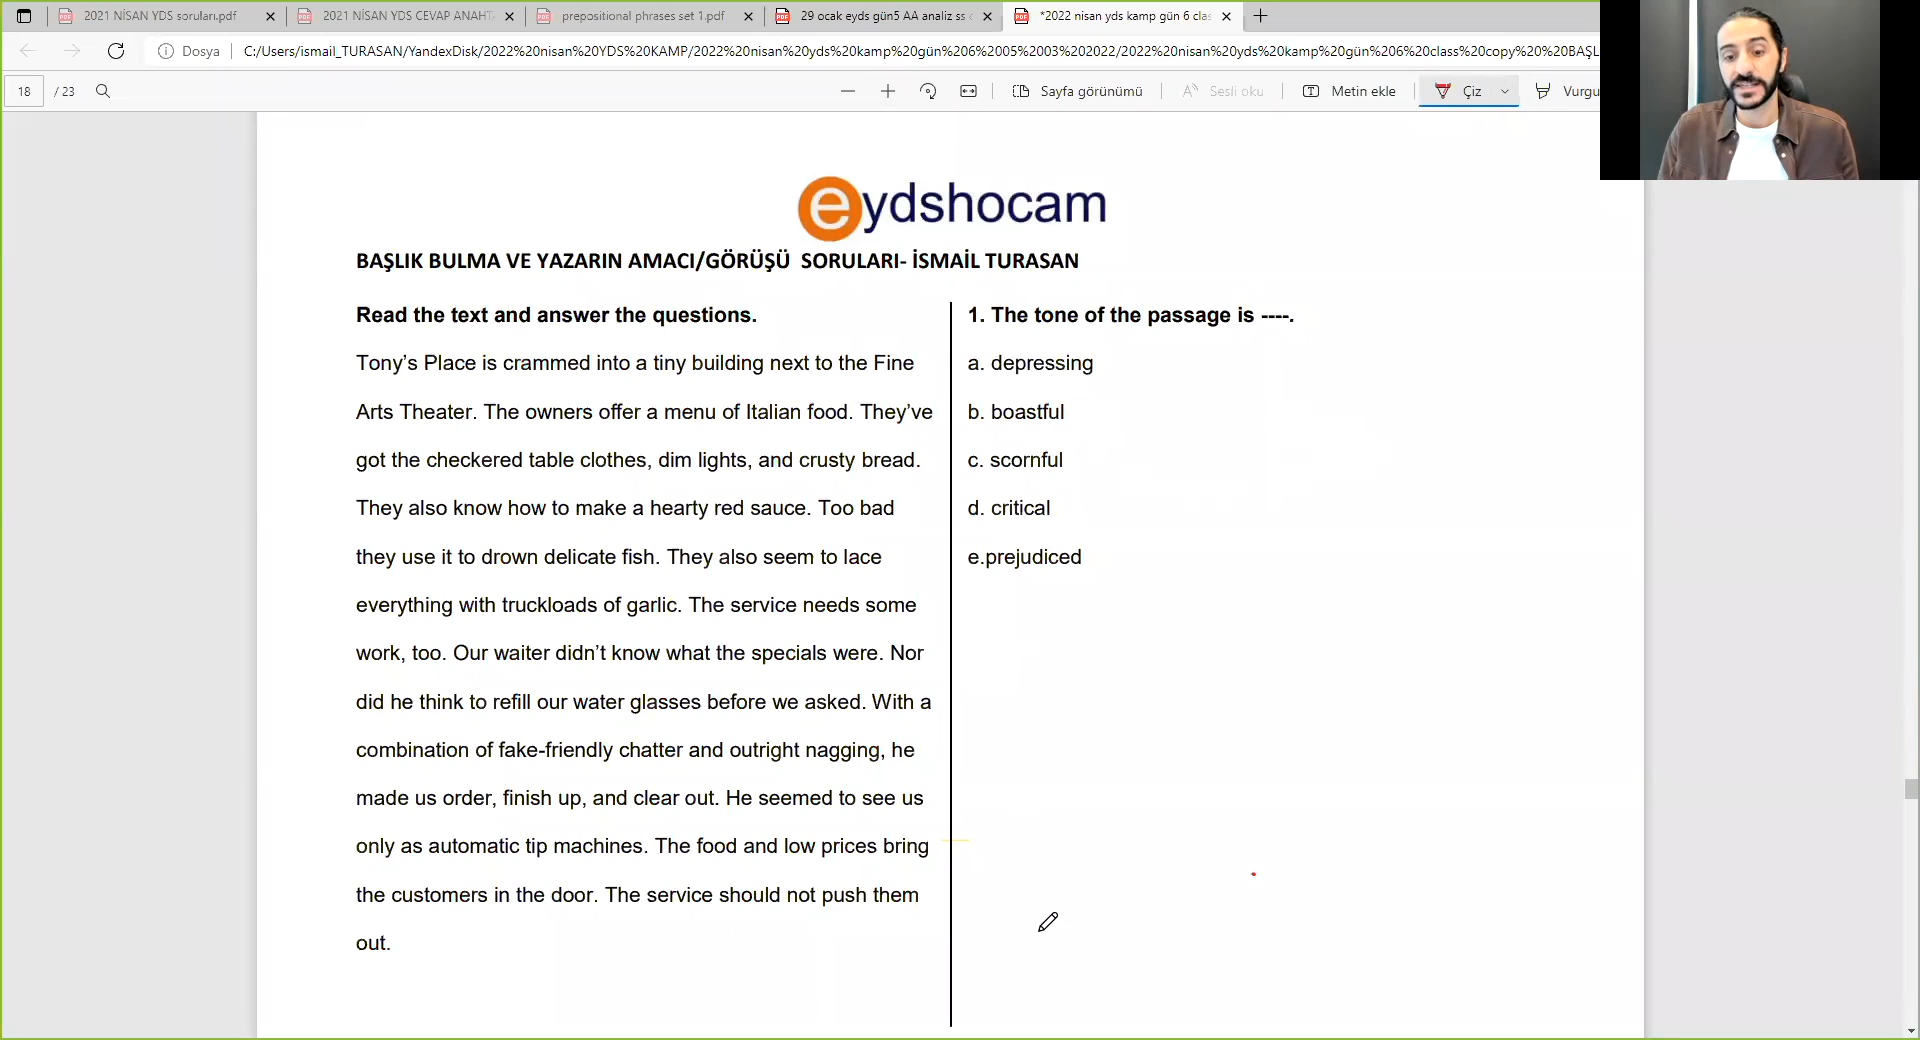 2021 NİSAN YDS soruları.pdf
2021 NİSAN YDS CEVAP ANAHT
prepositional phrases set 1.pdf
29 ocak eyds gün5 AA analiz ss
*2022 nisan yds kamp gün 6 clas
Dosya
C:/Users/ismail_TURASAN/YandexDisk/2022%20nisan%20YDS%20KAMP/2022%20nisan%20yds%20kamp%20gün%206%2005%2003%202022/2022%20nisan%20yds%20kamp%20gün%206%20class%20copy%20%20BAŞL
18 / 23
Sayfa görünümü
Sesli oku
Metin ekle
Çiz
Vurgu
eydshocam
BAŞLIK BULMA VE YAZARIN AMACI/GÖRÜŞÜ SORULARI- İSMAİL TURASAN
Read the text and answer the questions.
Tony’s Place is crammed into a tiny building next to the Fine
Arts Theater. The owners offer a menu of Italian food. They’ve
got the checkered table clothes, dim lights, and crusty bread.
They also know how to make a hearty red sauce. Too bad
they use it to drown delicate fish. They also seem to lace
everything with truckloads of garlic. The service needs some
work, too. Our waiter didn’t know what the specials were. Nor
did he think to refill our water glasses before we asked. With a
combination of fake-friendly chatter and outright nagging, he
made us order, finish up, and clear out. He seemed to see us
only as automatic tip machines. The food and low prices bring
the customers in the door. The service should not push them
out.
1. The tone of the passage is ----.
a. depressing
b. boastful
c. scornful
d. critical
e.prejudiced